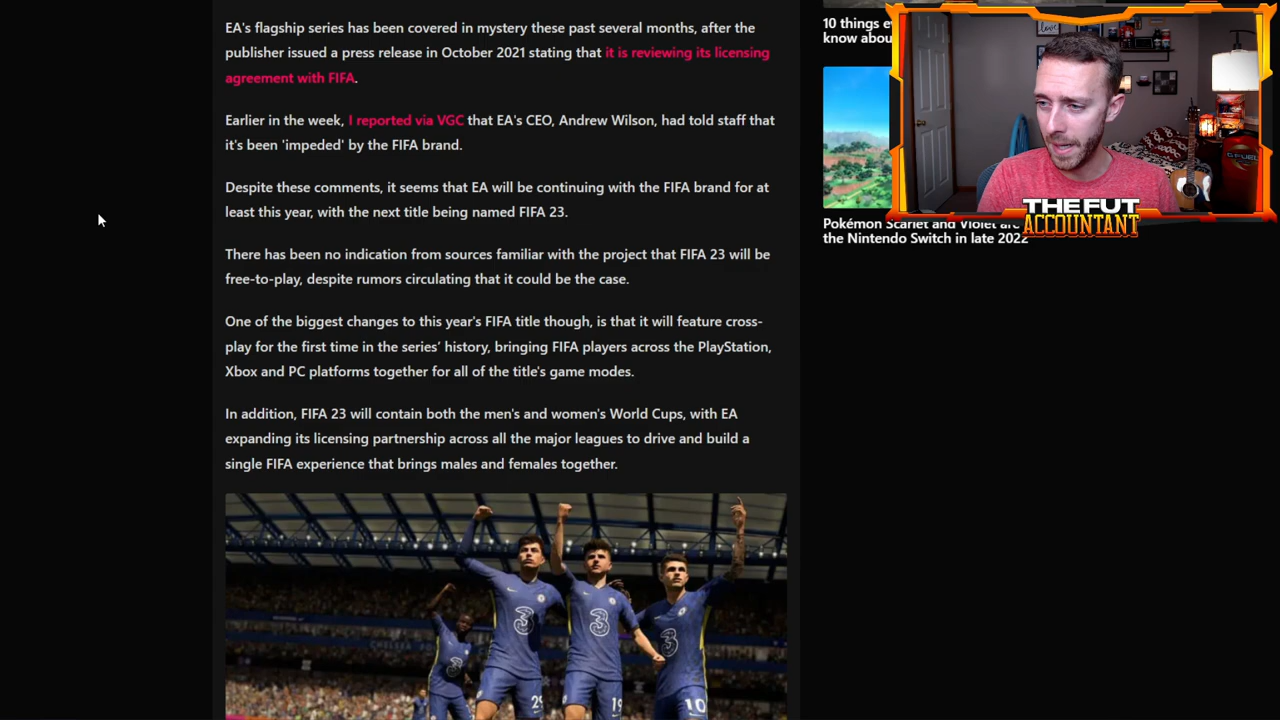 EA's flagship series has been covered in mystery these past several months, after the
publisher issued a press release in October 2021 stating that it is reviewing its licensing
agreement with FIFA.
Earlier in the week, I reported via VGC that EA's CEO, Andrew Wilson, had told staff that
it's been 'impeded' by the FIFA brand.
Despite these comments, it seems that EA will be continuing with the FIFA brand for at
least this year, with the next title being named FIFA 23.
There has been no indication from sources familiar with the project that FIFA 23 will be
free-to-play, despite rumors circulating that it could be the case.
One of the biggest changes to this year's FIFA title though, is that it will feature cross-
play for the first time in the series' history, bringing FIFA players across the PlayStation,
Xbox and PC platforms together for all of the title's game modes.
In addition, FIFA 23 will contain both the men's and women's World Cups, with EA
expanding its licensing partnership across all the major leagues to drive and build a
single FIFA experience that brings males and females together.
3
3
3
29
19
10
10 things
know abou
THE FUT
ACCOUNTANT
Pokémon Scarlet and Violet
the Nintendo Switch in late 2022